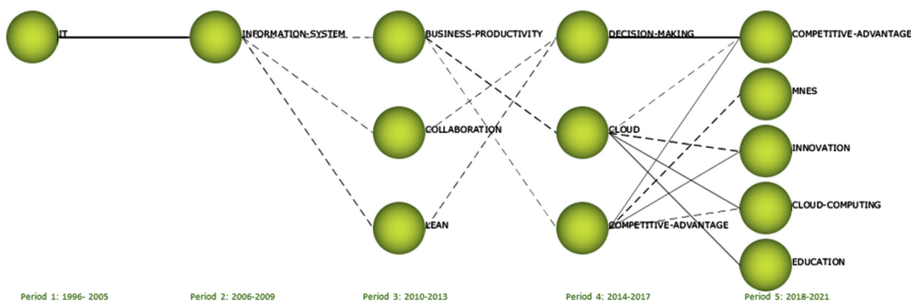 IT
INFORMATION-SYSTEM
BUSINESS-PRODUCTIVITY
DECISION-MAKING
COMPETITIVE-ADVANTAGE
MNES
COLLABORATION
CLOUD
INNOVATION
CLOUD-COMPUTING
LEAN
COMPETITIVE-ADVANTAGE
EDUCATION
Period 1: 1996- 2005
Period 2: 2006-2009
Period 3: 2010-2013
Period 4: 2014-2017
Period 5: 2018-2021